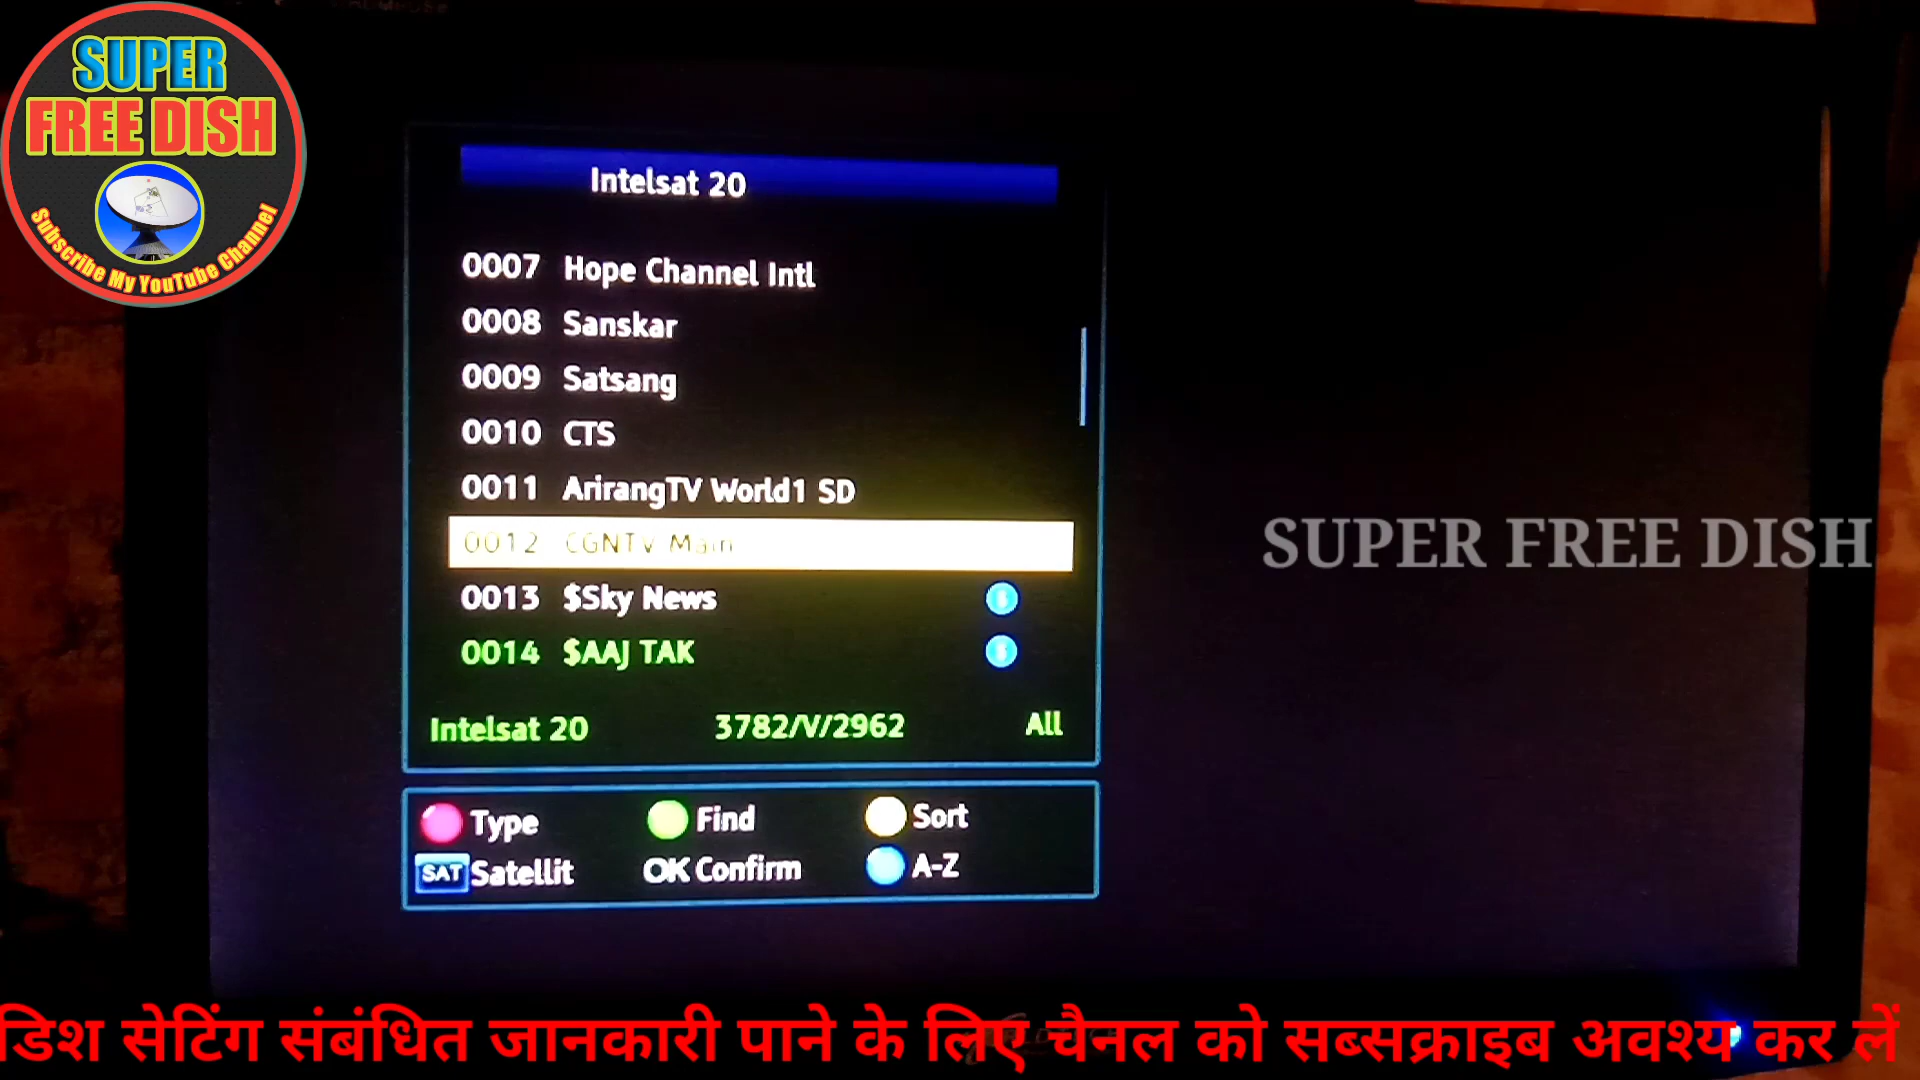 SUPER
FREE DISH
Subscribe My YouTube Channel
Intelsat 20
0007 Hope Channel Intl
0008 Sanskar
0009 Satsang
0010 CTS
0011 ArirangTV World1 SD
0012 CGNTV Main
0013 $Sky News
0014 $AAJ TAK
Intelsat 20 3782/V/2962 All
Type Find Sort
SAT Satellit OK Confirm A-Z
SUPER FREE DISH
डिश सेटिंग संबंधित जानकारी पाने के लिए चैनल को सब्सक्राइब अवश्य कर लें